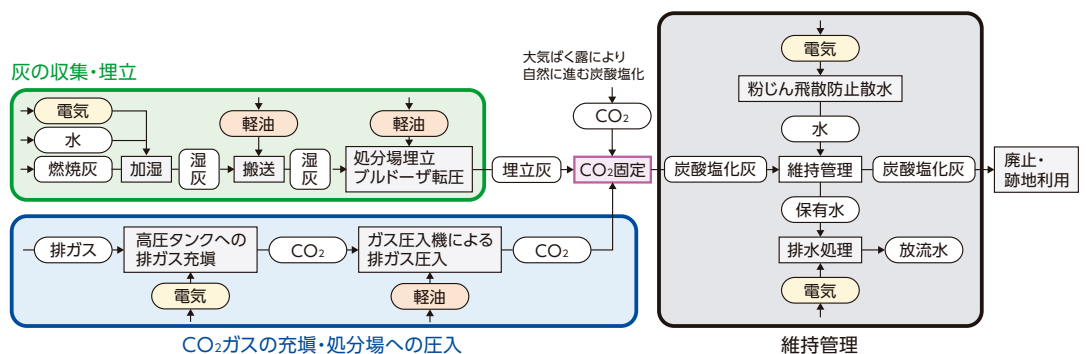 灰の収集・埋立
電気
水
燃焼灰
加湿
湿
灰
軽油
搬送
湿
灰
軽油
処分場埋立
ブルドーザ転圧
埋立灰
大気ばく露により
自然に進む炭酸塩化
CO₂
CO₂固定
炭酸塩化灰
排ガス
高圧タンクへの
排ガス充塡
電気
CO₂
ガス圧入機による
排ガス圧入
軽油
CO₂
CO₂ガスの充塡・処分場への圧入
電気
粉じん飛散防止散水
水
維持管理
炭酸塩化灰
保有水
排水処理
放流水
電気
維持管理
廃止・
跡地利用